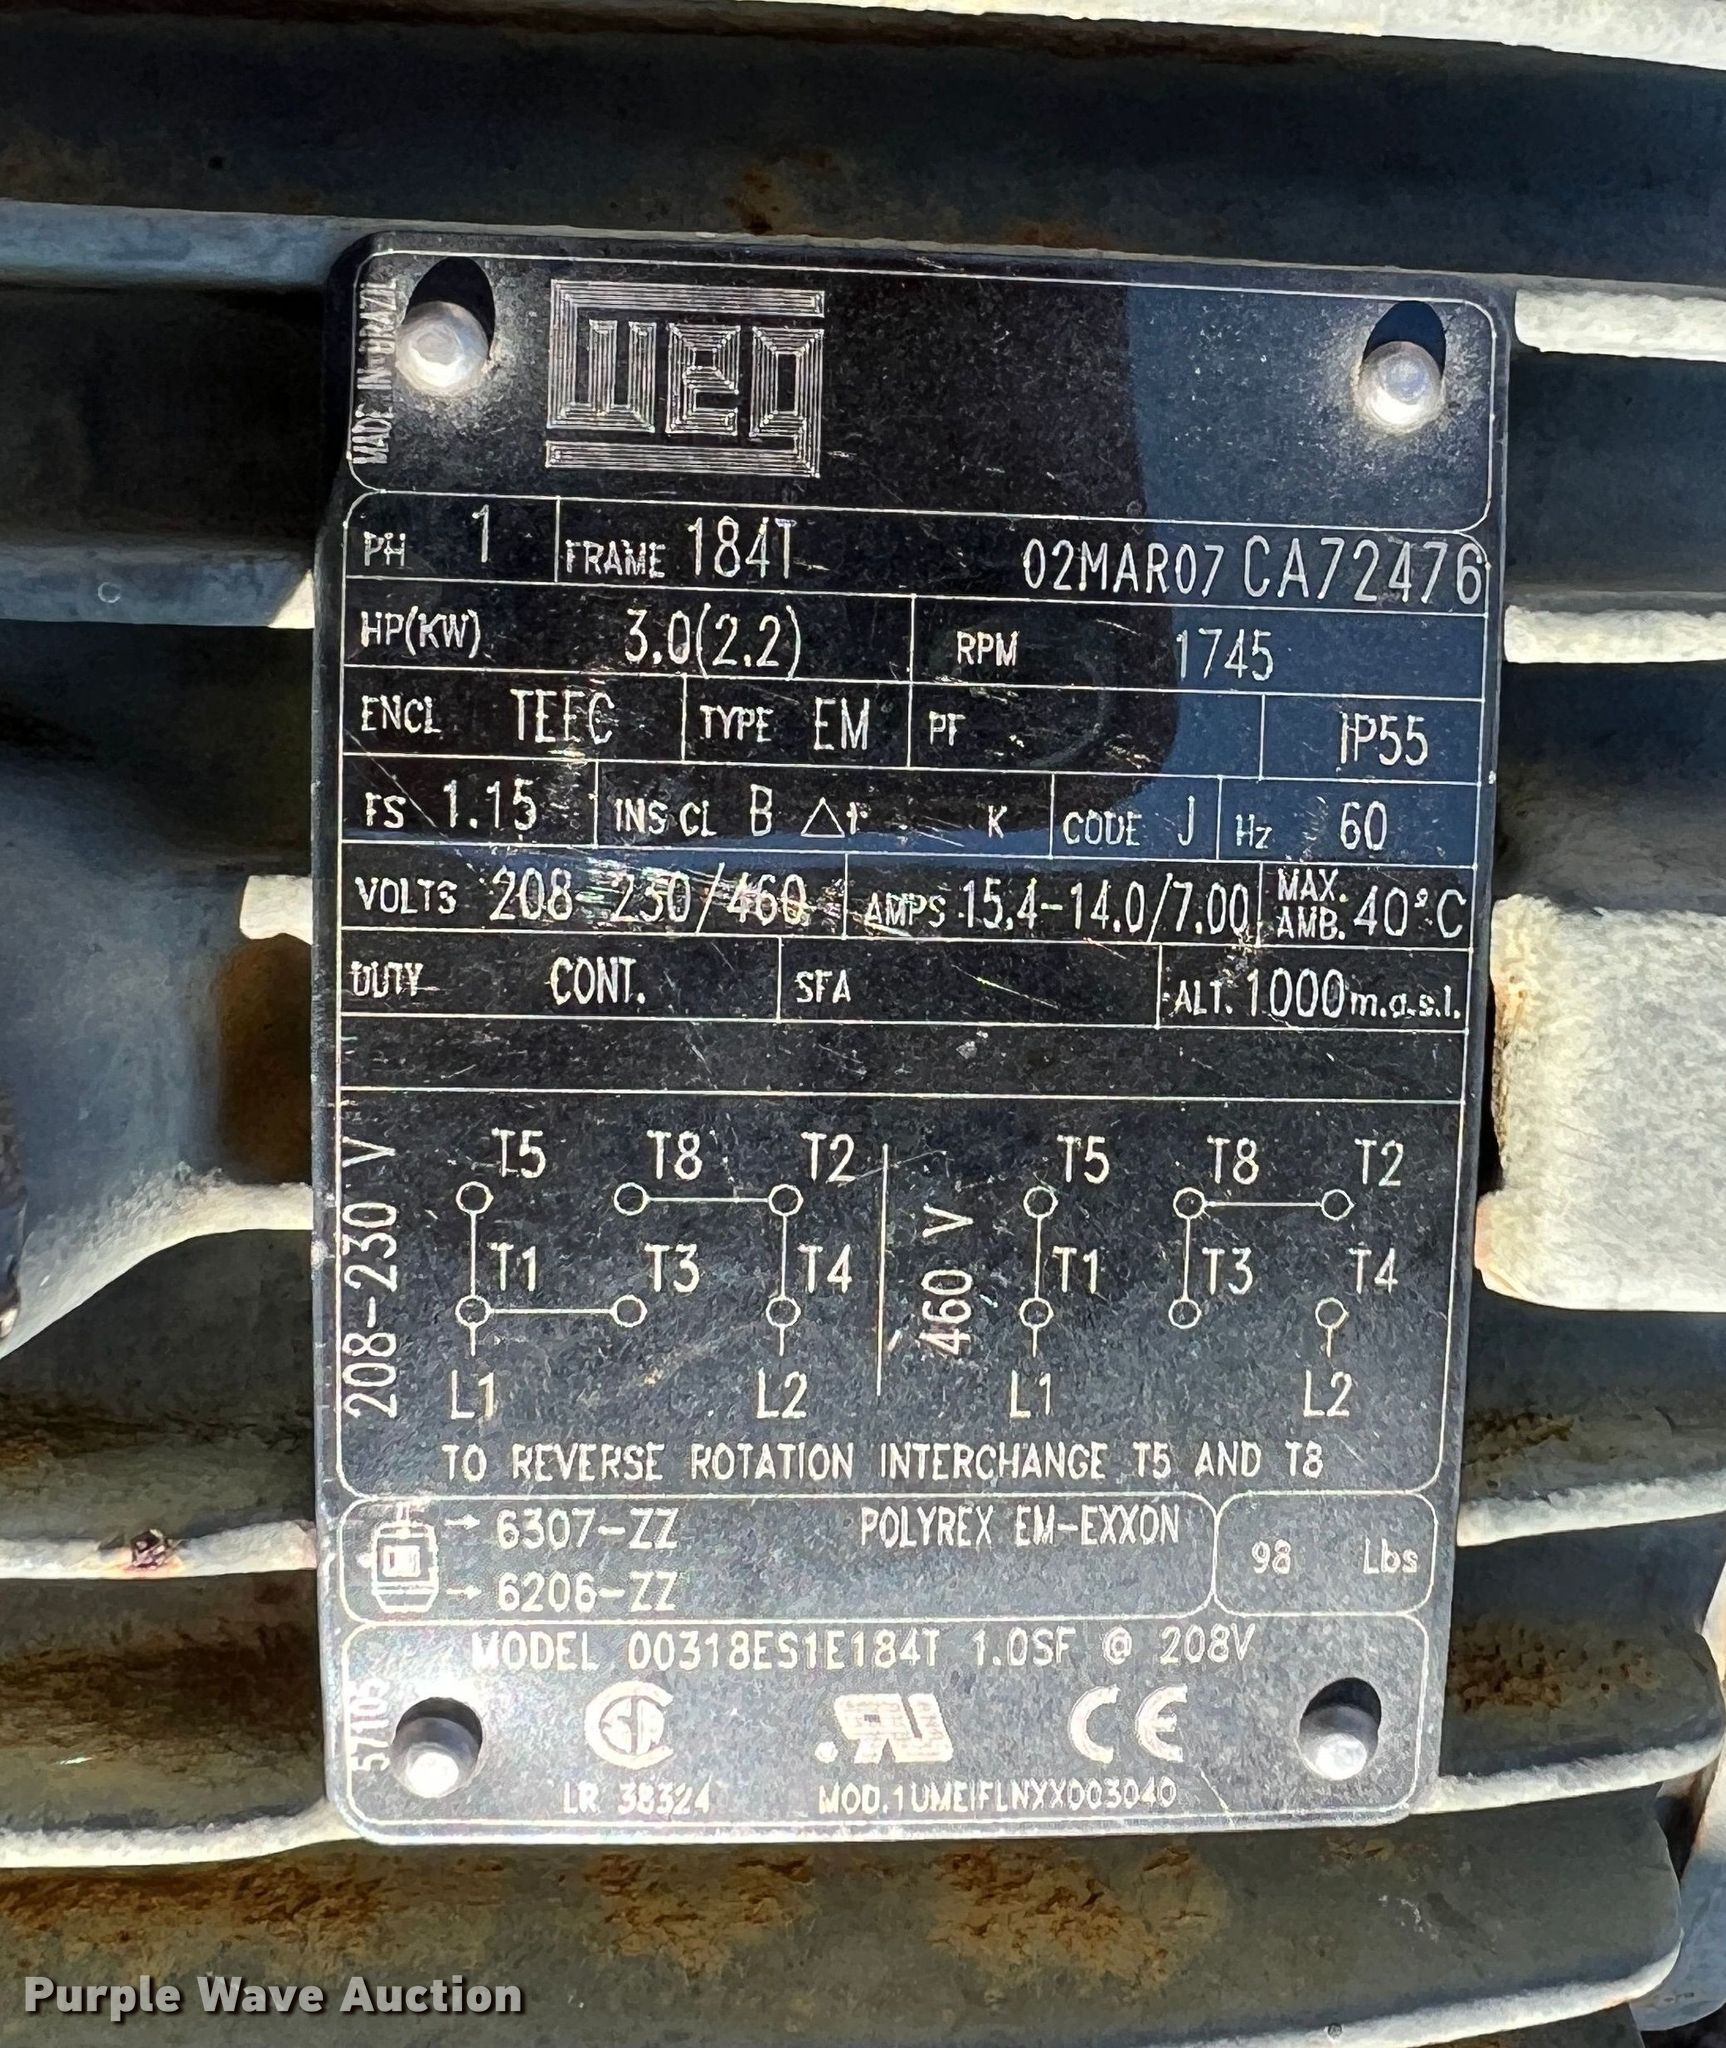 MADE IN BRAZIL
WEG
PH 1 FRAME 184T 02MAR07 CA72476
HP(KW) 3.0(2.2) RPM 1745
ENCL TEFC TYPE EM PF IP55
FS 1.15 INS CL B △t K CODE J Hz 60
VOLTS 208-230/460 AMPS 15.4-14.0/7.00 MAX. AMB. 40°C
DUTY CONT. SFA ALT. 1000m.a.s.l.
208-230 V
T5 T8 T2
T1 T3 T4
L1 L2
460 V
T5 T8 T2
T1 T3 T4
L1 L2
TO REVERSE ROTATION INTERCHANGE T5 AND T8
→ 6307-ZZ POLYREX EM-EXXON
→ 6206-ZZ
98 Lbs
MODEL 00318ES1E184T 1.0SF @ 208V
57105
SA RU CE
LR 38324 MOD.1UMEIFLNXX003040
Purple Wave Auction